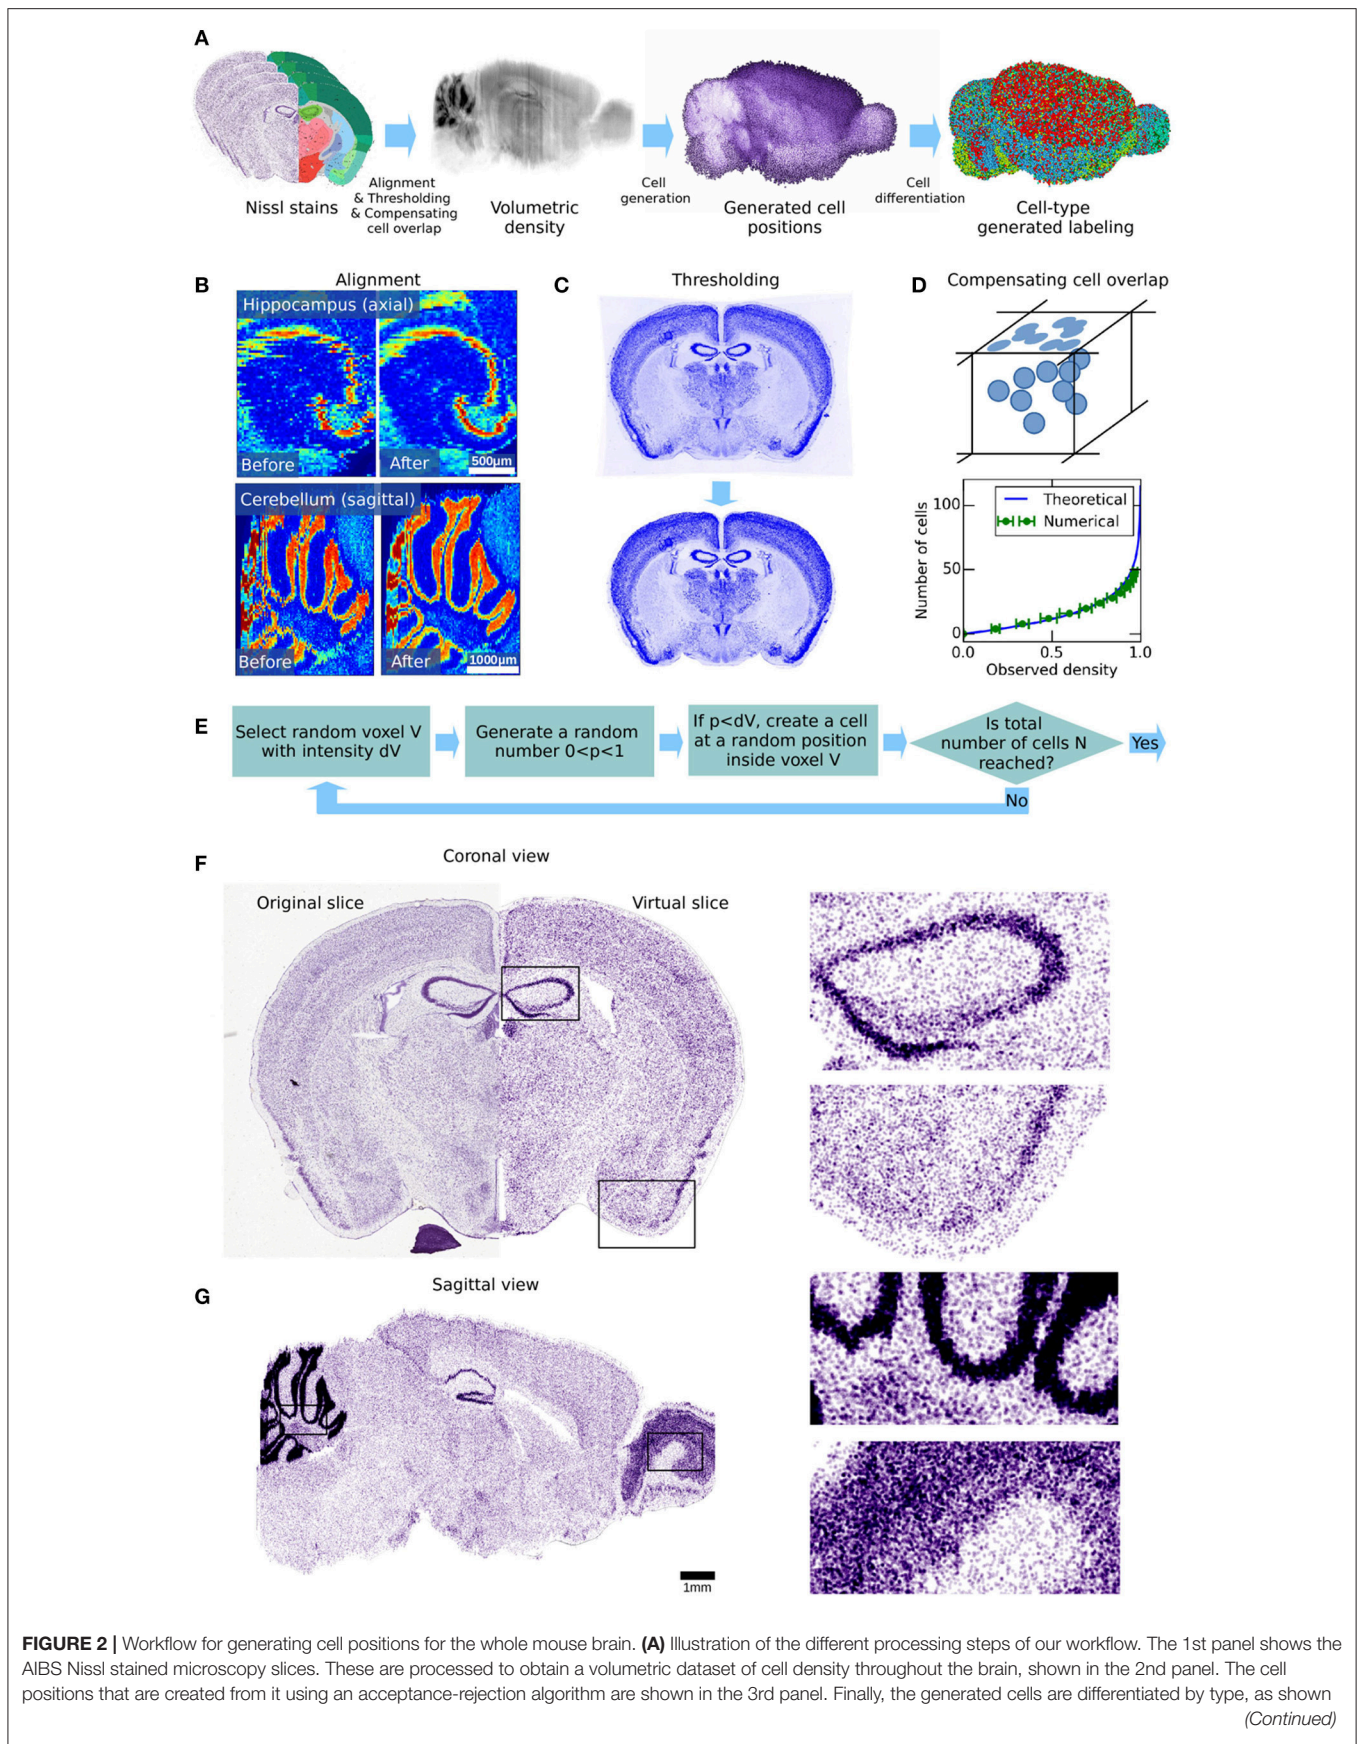 A
Nissl stains
Alignment
& Thresholding
& Compensating
cell overlap
Volumetric
density
Cell
generation
Generated cell
positions
Cell
differentiation
Cell-type
generated labeling
B
Alignment
Hippocampus (axial)
Before
After
500µm
Cerebellum (sagittal)
Before
After
1000µm
C
Thresholding
D
Compensating cell overlap
Number of cells
100
50
0
Theoretical
Numerical
0.0
0.5
1.0
Observed density
E
Select random voxel V
with intensity dV
Generate a random
number 0<p<1
If p<dV, create a cell
at a random position
inside voxel V
Is total
number of cells N
reached?
Yes
No
F
Coronal view
Original slice
Virtual slice
G
Sagittal view
1mm
FIGURE 2 | Workflow for generating cell positions for the whole mouse brain. (A) Illustration of the different processing steps of our workflow. The 1st panel shows the
AIBS Nissl stained microscopy slices. These are processed to obtain a volumetric dataset of cell density throughout the brain, shown in the 2nd panel. The cell
positions that are created from it using an acceptance-rejection algorithm are shown in the 3rd panel. Finally, the generated cells are differentiated by type, as shown
(Continued)